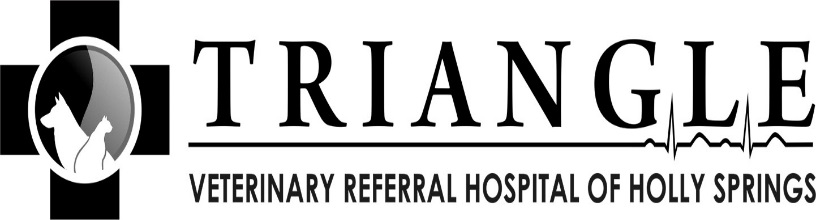 TRIANGLE
VETERINARY REFERRAL HOSPITAL OF HOLLY SPRINGS